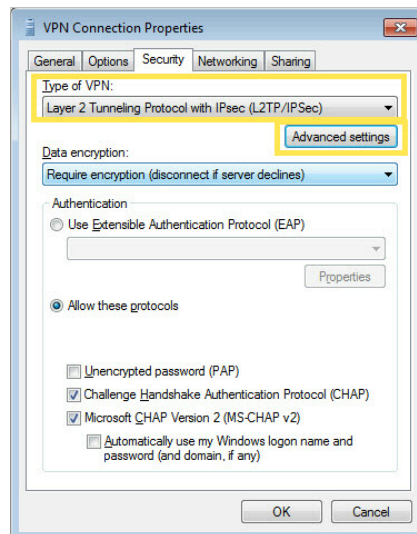 VPN Connection Properties
General Options Security Networking Sharing
Type of VPN:
Layer 2 Tunneling Protocol with IPsec (L2TP/IPSec)
Advanced settings
Data encryption:
Require encryption (disconnect if server declines)
Authentication
Use Extensible Authentication Protocol (EAP)
Properties
Allow these protocols
Unencrypted password (PAP)
Challenge Handshake Authentication Protocol (CHAP)
Microsoft CHAP Version 2 (MS-CHAP v2)
Automatically use my Windows logon name and
password (and domain, if any)
OK Cancel